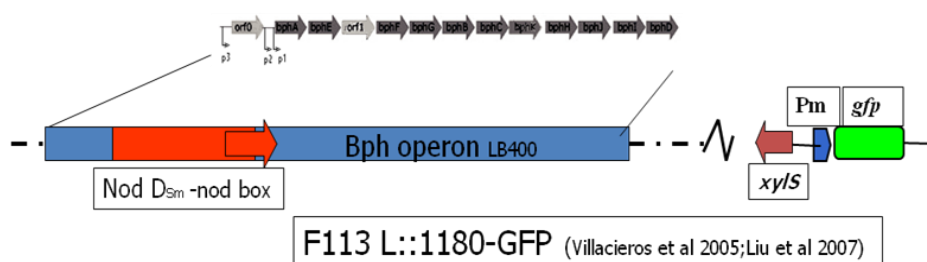 orf0 bphA bphE orf1 bphF bphG bphB bphC bphK bphH bphJ bphI bphD
p3 p2 p1
Pm gfp
Bph operon LB400
xylS
Nod DSm -nod box
F113 L::1180-GFP (Villacieros et al 2005;Liu et al 2007)